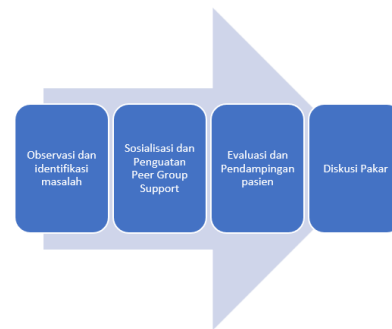 Observasi dan
identifikasi
masalah
Sosialisasi dan
Penguatan
Peer Group
Support
Evaluasi dan
Pendampingan
pasien
Diskusi Pakar